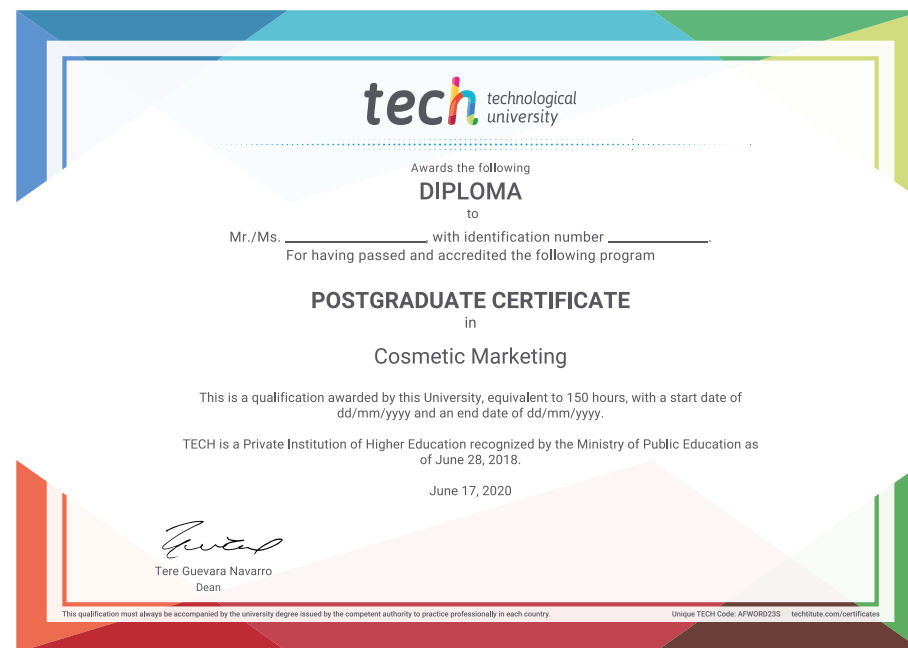 tech technological
university
Awards the following
DIPLOMA
to
Mr./Ms. ____________________, with identification number ______________.
For having passed and accredited the following program
POSTGRADUATE CERTIFICATE
in
Cosmetic Marketing
This is a qualification awarded by this University, equivalent to 150 hours, with a start date of
dd/mm/yyyy and an end date of dd/mm/yyyy.
TECH is a Private Institution of Higher Education recognized by the Ministry of Public Education as
of June 28, 2018.
June 17, 2020
Tere Guevara Navarro
Dean
This qualification must always be accompanied by the university degree issued by the competent authority to practice professionally in each country. Unique TECH Code: AFWORD23S techtitute.com/certificates